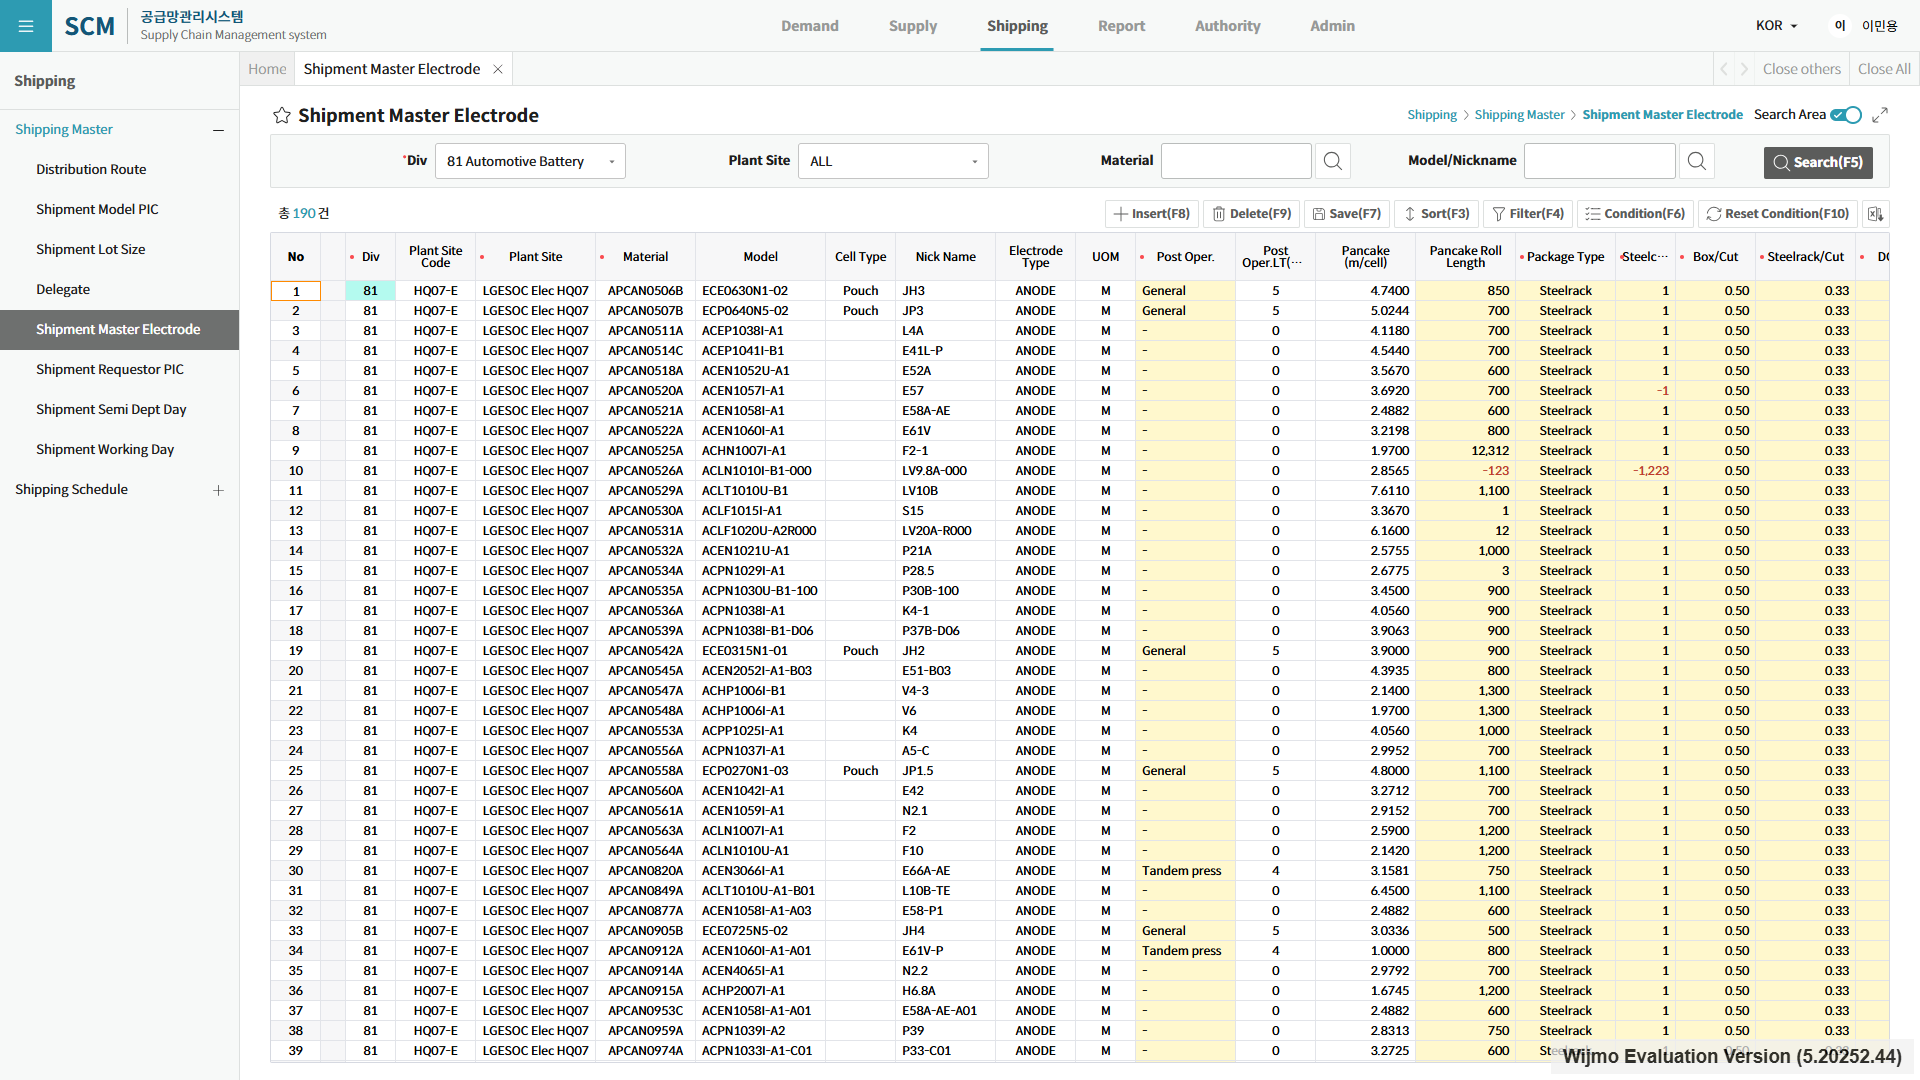 SCM 공급망관리시스템
Supply Chain Management system
Demand Supply Shipping Report Authority Admin
KOR 이 이민용
Shipping
Home Shipment Master Electrode
Close others Close All
Shipping Master
Distribution Route
Shipment Model PIC
Shipment Lot Size
Delegate
Shipment Master Electrode
Shipment Requestor PIC
Shipment Semi Dept Day
Shipment Working Day
Shipping Schedule
Shipment Master Electrode
Shipping > Shipping Master > Shipment Master Electrode Search Area
*Div 81 Automotive Battery Plant Site ALL Material Model/Nickname Search(F5)
총 190 건
Insert(F8) Delete(F9) Save(F7) Sort(F3) Filter(F4) Condition(F6) Reset Condition(F10)
No Div Plant Site Code Plant Site Material Model Cell Type Nick Name Electrode Type UOM Post Oper. Post Oper.LT(··· Pancake (m/cell) Pancake Roll Length Package Type Steelc··· Box/Cut Steelrack/Cut
1 81 HQ07-E LGESOC Elec HQ07 APCAN0506B ECE0630N1-02 Pouch JH3 ANODE M General 5 4.7400 850 Steelrack 1 0.50 0.33
2 81 HQ07-E LGESOC Elec HQ07 APCAN0507B ECP0640N5-02 Pouch JP3 ANODE M General 5 5.0244 700 Steelrack 1 0.50 0.33
3 81 HQ07-E LGESOC Elec HQ07 APCAN0511A ACEP1038I-A1 L4A ANODE M - 0 4.1180 700 Steelrack 1 0.50 0.33
4 81 HQ07-E LGESOC Elec HQ07 APCAN0514C ACEP1041I-B1 E41L-P ANODE M - 0 4.5440 700 Steelrack 1 0.50 0.33
5 81 HQ07-E LGESOC Elec HQ07 APCAN0518A ACEN1052U-A1 E52A ANODE M - 0 3.5670 600 Steelrack 1 0.50 0.33
6 81 HQ07-E LGESOC Elec HQ07 APCAN0520A ACEN1057I-A1 E57 ANODE M - 0 3.6920 700 Steelrack -1 0.50 0.33
7 81 HQ07-E LGESOC Elec HQ07 APCAN0521A ACEN1058I-A1 E58A-AE ANODE M - 0 2.4882 600 Steelrack 1 0.50 0.33
8 81 HQ07-E LGESOC Elec HQ07 APCAN0522A ACEN1060I-A1 E61V ANODE M - 0 3.2198 800 Steelrack 1 0.50 0.33
9 81 HQ07-E LGESOC Elec HQ07 APCAN0525A ACHN1007I-A1 F2-1 ANODE M - 0 1.9700 12,312 Steelrack 1 0.50 0.33
10 81 HQ07-E LGESOC Elec HQ07 APCAN0526A ACLN1010I-B1-000 LV9.8A-000 ANODE M - 0 2.8565 -123 Steelrack -1,223 0.50 0.33
11 81 HQ07-E LGESOC Elec HQ07 APCAN0529A ACLT1010U-B1 LV10B ANODE M - 0 7.6110 1,100 Steelrack 1 0.50 0.33
12 81 HQ07-E LGESOC Elec HQ07 APCAN0530A ACLF1015I-A1 S15 ANODE M - 0 3.3670 1 Steelrack 1 0.50 0.33
13 81 HQ07-E LGESOC Elec HQ07 APCAN0531A ACLF1020U-A2R000 LV20A-R000 ANODE M - 0 6.1600 12 Steelrack 1 0.50 0.33
14 81 HQ07-E LGESOC Elec HQ07 APCAN0532A ACEN1021U-A1 P21A ANODE M - 0 2.5755 1,000 Steelrack 1 0.50 0.33
15 81 HQ07-E LGESOC Elec HQ07 APCAN0534A ACPN1029I-A1 P28.5 ANODE M - 0 2.6775 3 Steelrack 1 0.50 0.33
16 81 HQ07-E LGESOC Elec HQ07 APCAN0535A ACPN1030U-B1-100 P30B-100 ANODE M - 0 3.4500 900 Steelrack 1 0.50 0.33
17 81 HQ07-E LGESOC Elec HQ07 APCAN0536A ACPN1038I-A1 K4-1 ANODE M - 0 4.0560 900 Steelrack 1 0.50 0.33
18 81 HQ07-E LGESOC Elec HQ07 APCAN0539A ACPN1038I-B1-D06 P37B-D06 ANODE M - 0 3.9063 900 Steelrack 1 0.50 0.33
19 81 HQ07-E LGESOC Elec HQ07 APCAN0542A ECE0315N1-01 Pouch JH2 ANODE M General 5 3.9000 900 Steelrack 1 0.50 0.33
20 81 HQ07-E LGESOC Elec HQ07 APCAN0545A ACEN2052I-A1-B03 E51-B03 ANODE M - 0 4.3935 800 Steelrack 1 0.50 0.33
21 81 HQ07-E LGESOC Elec HQ07 APCAN0547A ACHP1006I-B1 V4-3 ANODE M - 0 2.1400 1,300 Steelrack 1 0.50 0.33
22 81 HQ07-E LGESOC Elec HQ07 APCAN0548A ACHP1006I-A1 V6 ANODE M - 0 1.9700 1,300 Steelrack 1 0.50 0.33
23 81 HQ07-E LGESOC Elec HQ07 APCAN0553A ACPP1025I-A1 K4 ANODE M - 0 4.0560 1,000 Steelrack 1 0.50 0.33
24 81 HQ07-E LGESOC Elec HQ07 APCAN0556A ACPN1037I-A1 A5-C ANODE M - 0 2.9952 700 Steelrack 1 0.50 0.33
25 81 HQ07-E LGESOC Elec HQ07 APCAN0558A ECP0270N1-03 Pouch JP1.5 ANODE M General 5 4.8000 1,100 Steelrack 1 0.50 0.33
26 81 HQ07-E LGESOC Elec HQ07 APCAN0560A ACEN1042I-A1 E42 ANODE M - 0 3.2712 700 Steelrack 1 0.50 0.33
27 81 HQ07-E LGESOC Elec HQ07 APCAN0561A ACEN1059I-A1 N2.1 ANODE M - 0 2.9152 700 Steelrack 1 0.50 0.33
28 81 HQ07-E LGESOC Elec HQ07 APCAN0563A ACLN1007I-A1 F2 ANODE M - 0 2.5900 1,200 Steelrack 1 0.50 0.33
29 81 HQ07-E LGESOC Elec HQ07 APCAN0564A ACLN1010U-A1 F10 ANODE M - 0 2.1420 1,200 Steelrack 1 0.50 0.33
30 81 HQ07-E LGESOC Elec HQ07 APCAN0820A ACEN3066I-A1 E66A-AE ANODE M Tandem press 4 3.1581 750 Steelrack 1 0.50 0.33
31 81 HQ07-E LGESOC Elec HQ07 APCAN0849A ACLT1010U-A1-B01 L10B-TE ANODE M - 0 6.4500 1,100 Steelrack 1 0.50 0.33
32 81 HQ07-E LGESOC Elec HQ07 APCAN0877A ACEN1058I-A1-A03 E58-P1 ANODE M - 0 2.4882 600 Steelrack 1 0.50 0.33
33 81 HQ07-E LGESOC Elec HQ07 APCAN0905B ECE0725N5-02 JH4 ANODE M General 5 3.0336 500 Steelrack 1 0.50 0.33
34 81 HQ07-E LGESOC Elec HQ07 APCAN0912A ACEN1060I-A1-A01 E61V-P ANODE M Tandem press 4 1.0000 800 Steelrack 1 0.50 0.33
35 81 HQ07-E LGESOC Elec HQ07 APCAN0914A ACEN4065I-A1 N2.2 ANODE M - 0 2.9792 700 Steelrack 1 0.50 0.33
36 81 HQ07-E LGESOC Elec HQ07 APCAN0915A ACHP2007I-A1 H6.8A ANODE M - 0 1.6745 1,200 Steelrack 1 0.50 0.33
37 81 HQ07-E LGESOC Elec HQ07 APCAN0953C ACEN1058I-A1-A01 E58A-AE-A01 ANODE M - 0 2.4882 600 Steelrack 1 0.50 0.33
38 81 HQ07-E LGESOC Elec HQ07 APCAN0959A ACPN1039I-A2 P39 ANODE M - 0 2.8313 750 Steelrack 1 0.50 0.33
39 81 HQ07-E LGESOC Elec HQ07 APCAN0974A ACPN1033I-A1-C01 P33-C01 ANODE M - 0 3.2725 600
Wijmo Evaluation Version (5.20252.44)